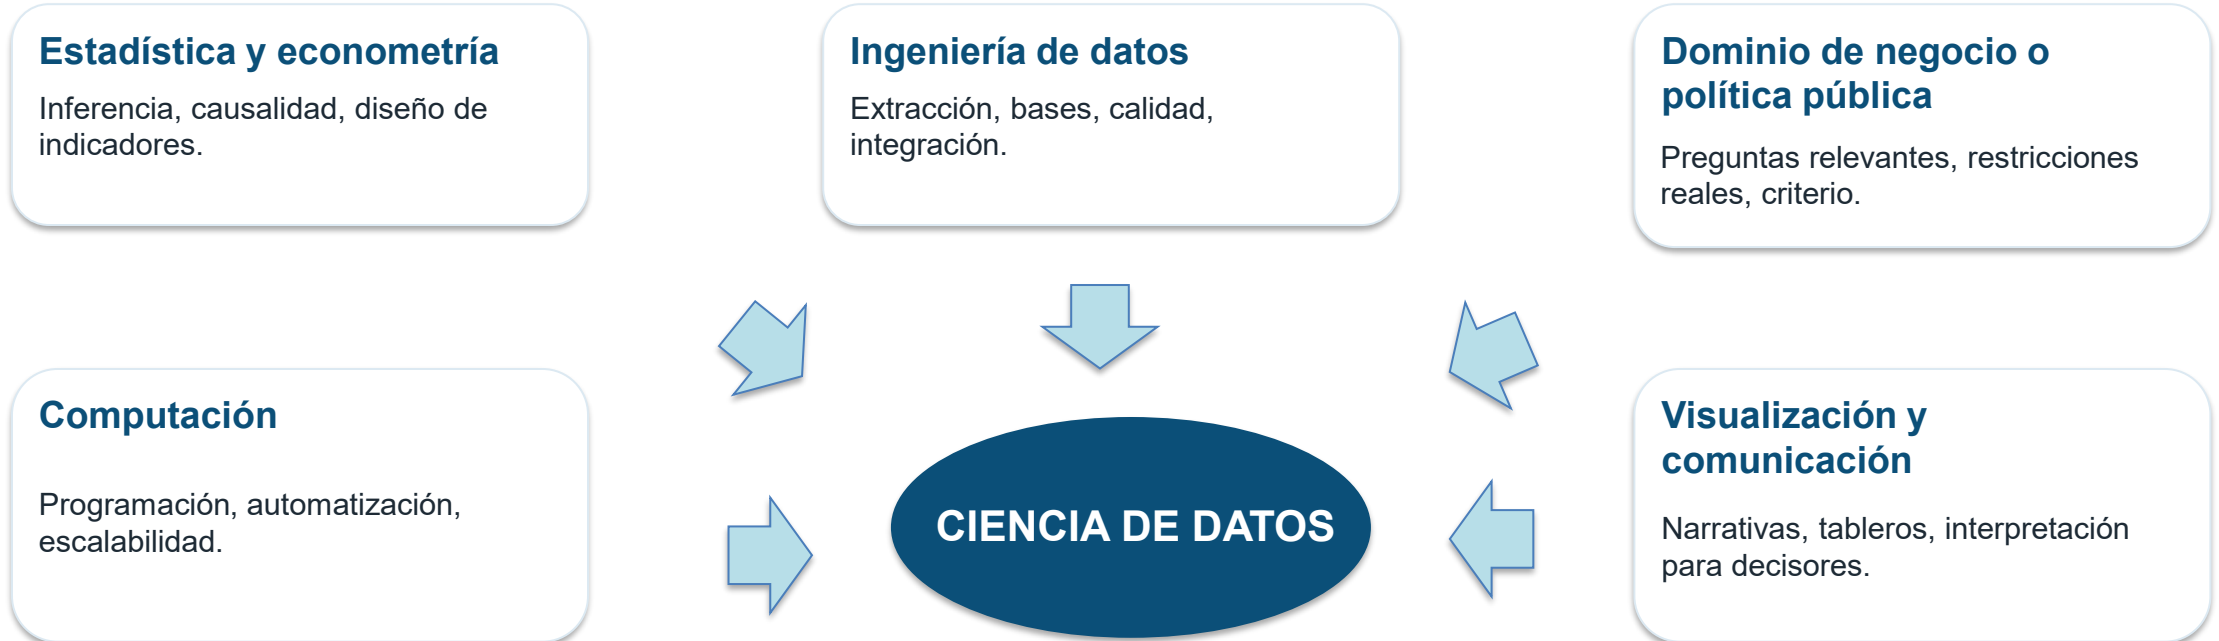 Estadística y econometría
Inferencia, causalidad, diseño de
indicadores.
Ingeniería de datos
Extracción, bases, calidad,
integración.
Dominio de negocio o
política pública
Preguntas relevantes, restricciones
reales, criterio.
Computación
Programación, automatización,
escalabilidad.
CIENCIA DE DATOS
Visualización y
comunicación
Narrativas, tableros, interpretación
para decisores.